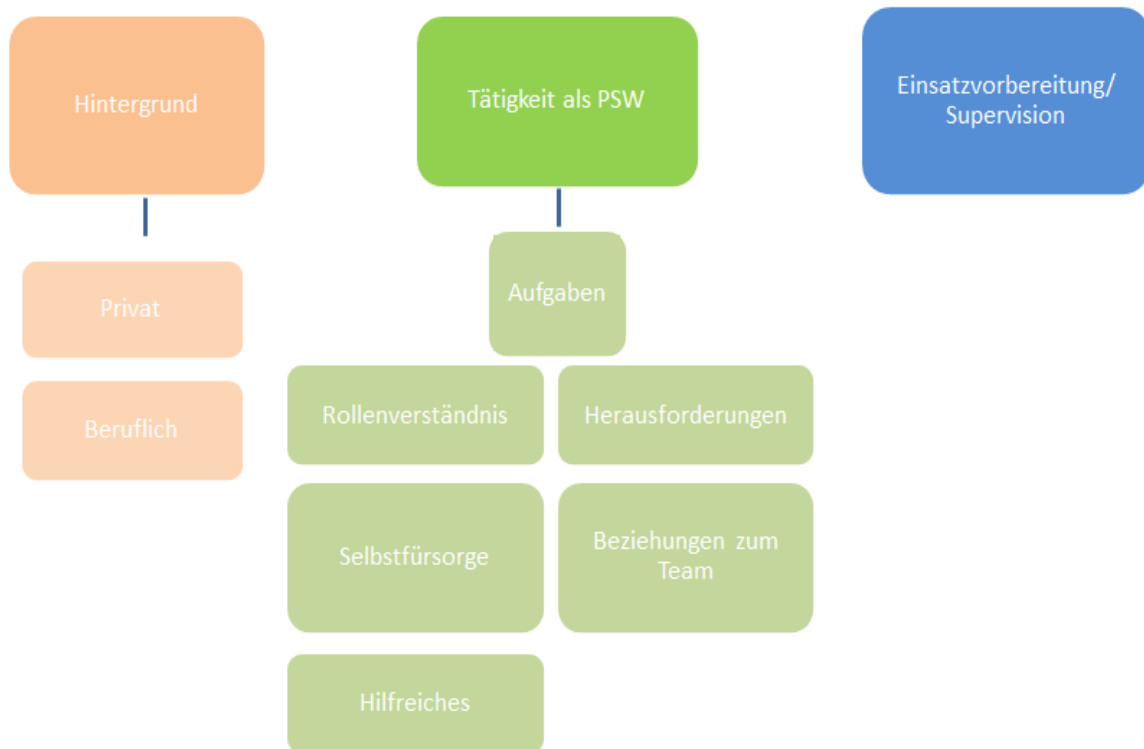 Hintergrund
Tätigkeit als PSW
Einsatzvorbereitung/
Supervision
Privat
Beruflich
Aufgaben
Rollenverständnis
Herausforderungen
Selbstfürsorge
Beziehungen zum
Team
Hilfreiches